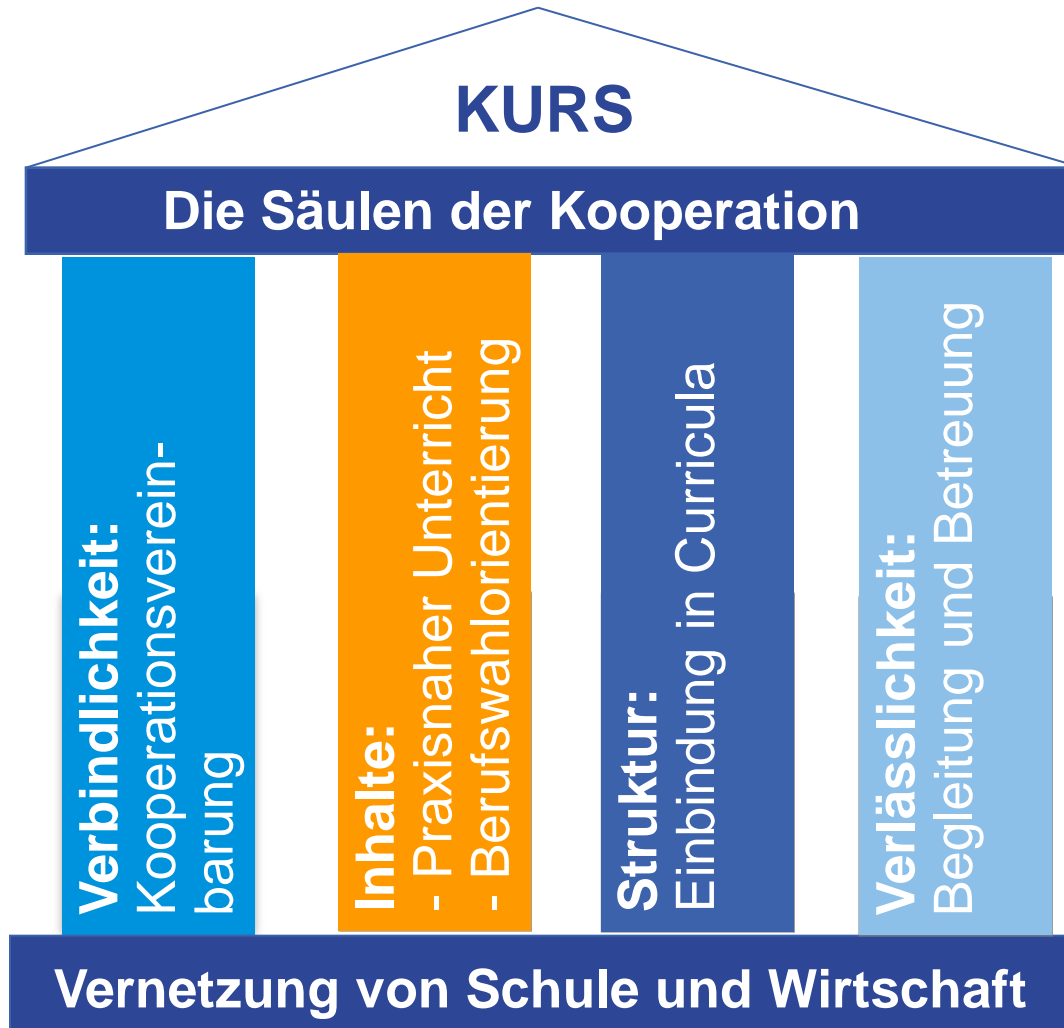 KURS
Die Säulen der Kooperation
Verbindlichkeit:
Kooperationsverein-
barung
Inhalte:
- Praxisnaher Unterricht
- Berufswahlorientierung
Struktur:
Einbindung in Curricula
Verlässlichkeit:
Begleitung und Betreuung
Vernetzung von Schule und Wirtschaft